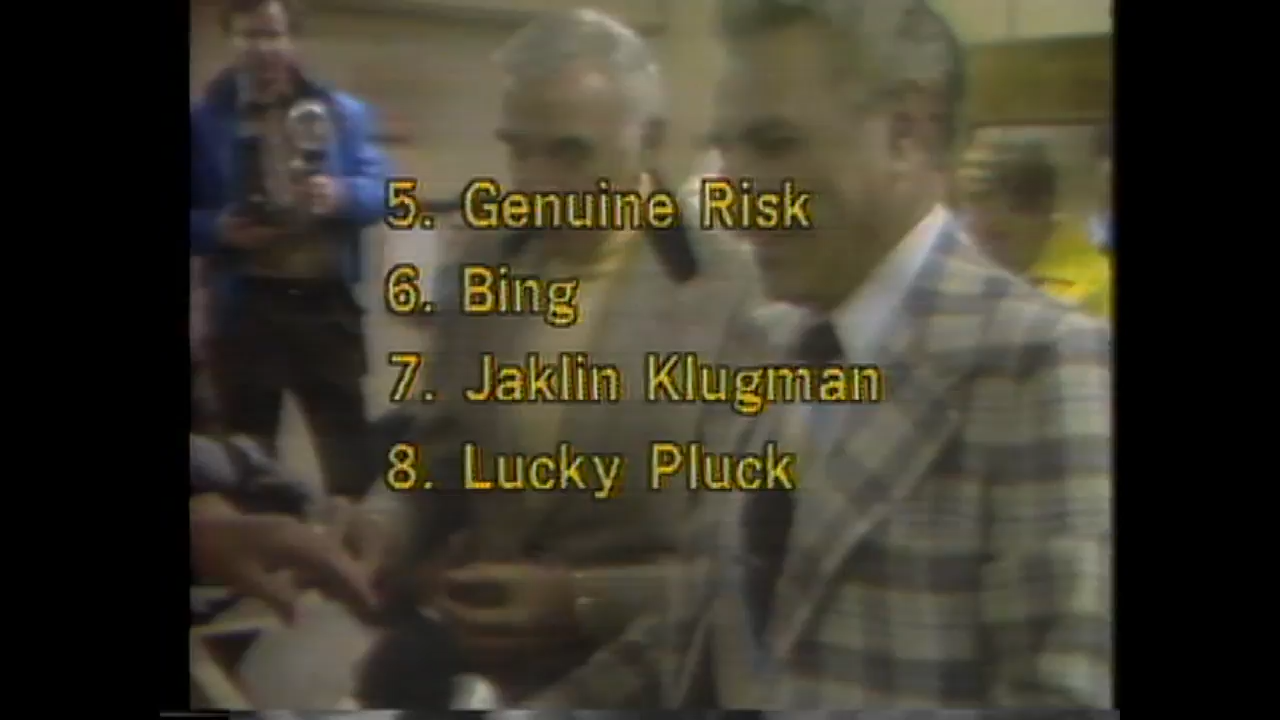 5. Genuine Risk
6. Bing
7. Jaklin Klugman
8. Lucky Pluck